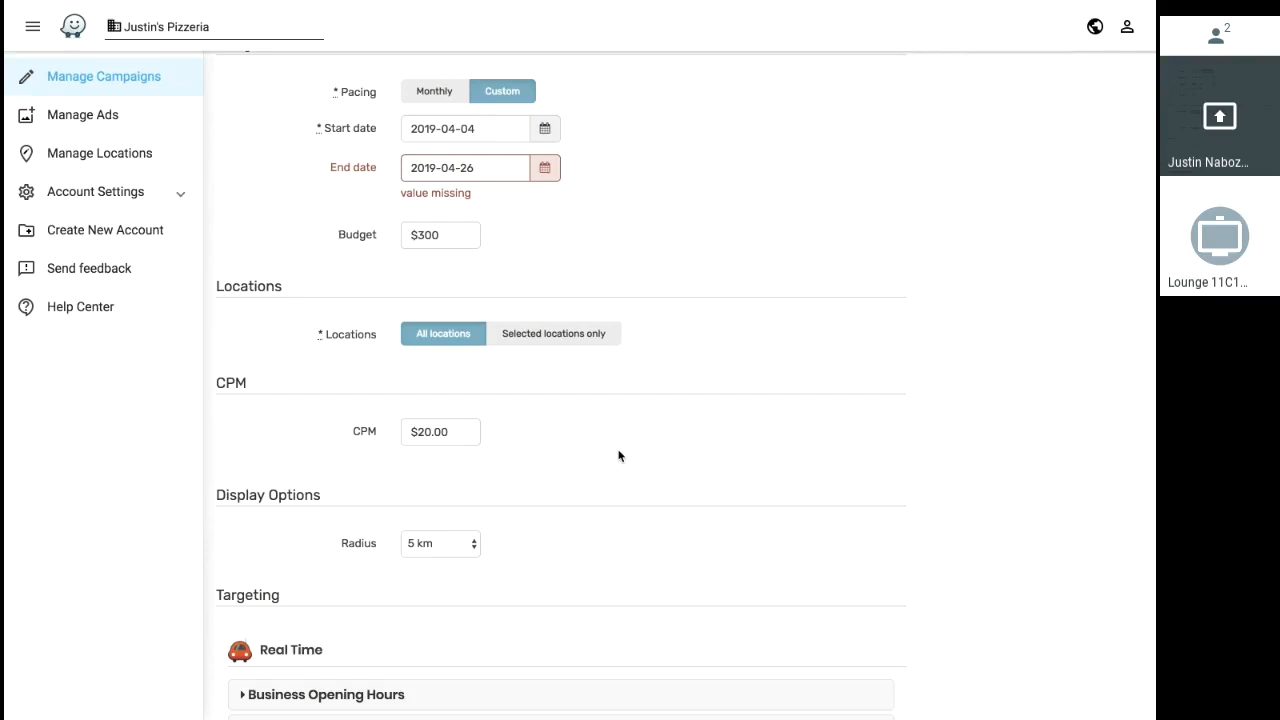 Justin's Pizzeria
2
Manage Campaigns
Manage Ads
Manage Locations
Account Settings
Create New Account
Send feedback
Help Center
* Pacing
Monthly
Custom
* Start date
2019-04-04
End date
2019-04-26
value missing
Budget
$300
Locations
* Locations
All locations
Selected locations only
CPM
CPM
$20.00
Display Options
Radius
5 km
Targeting
Real Time
Business Opening Hours
Justin Naboz...
Lounge 11C1...